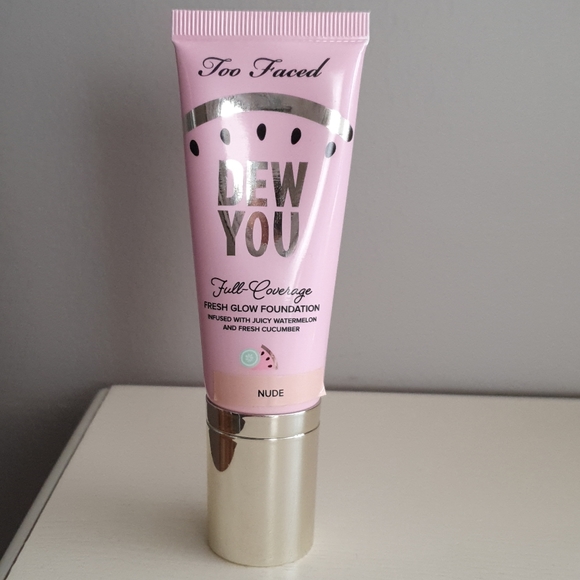 Too Faced
DEW
YOU
Full-Coverage
FRESH GLOW FOUNDATION
INFUSED WITH JUICY WATERMELON
AND FRESH CUCUMBER
NUDE